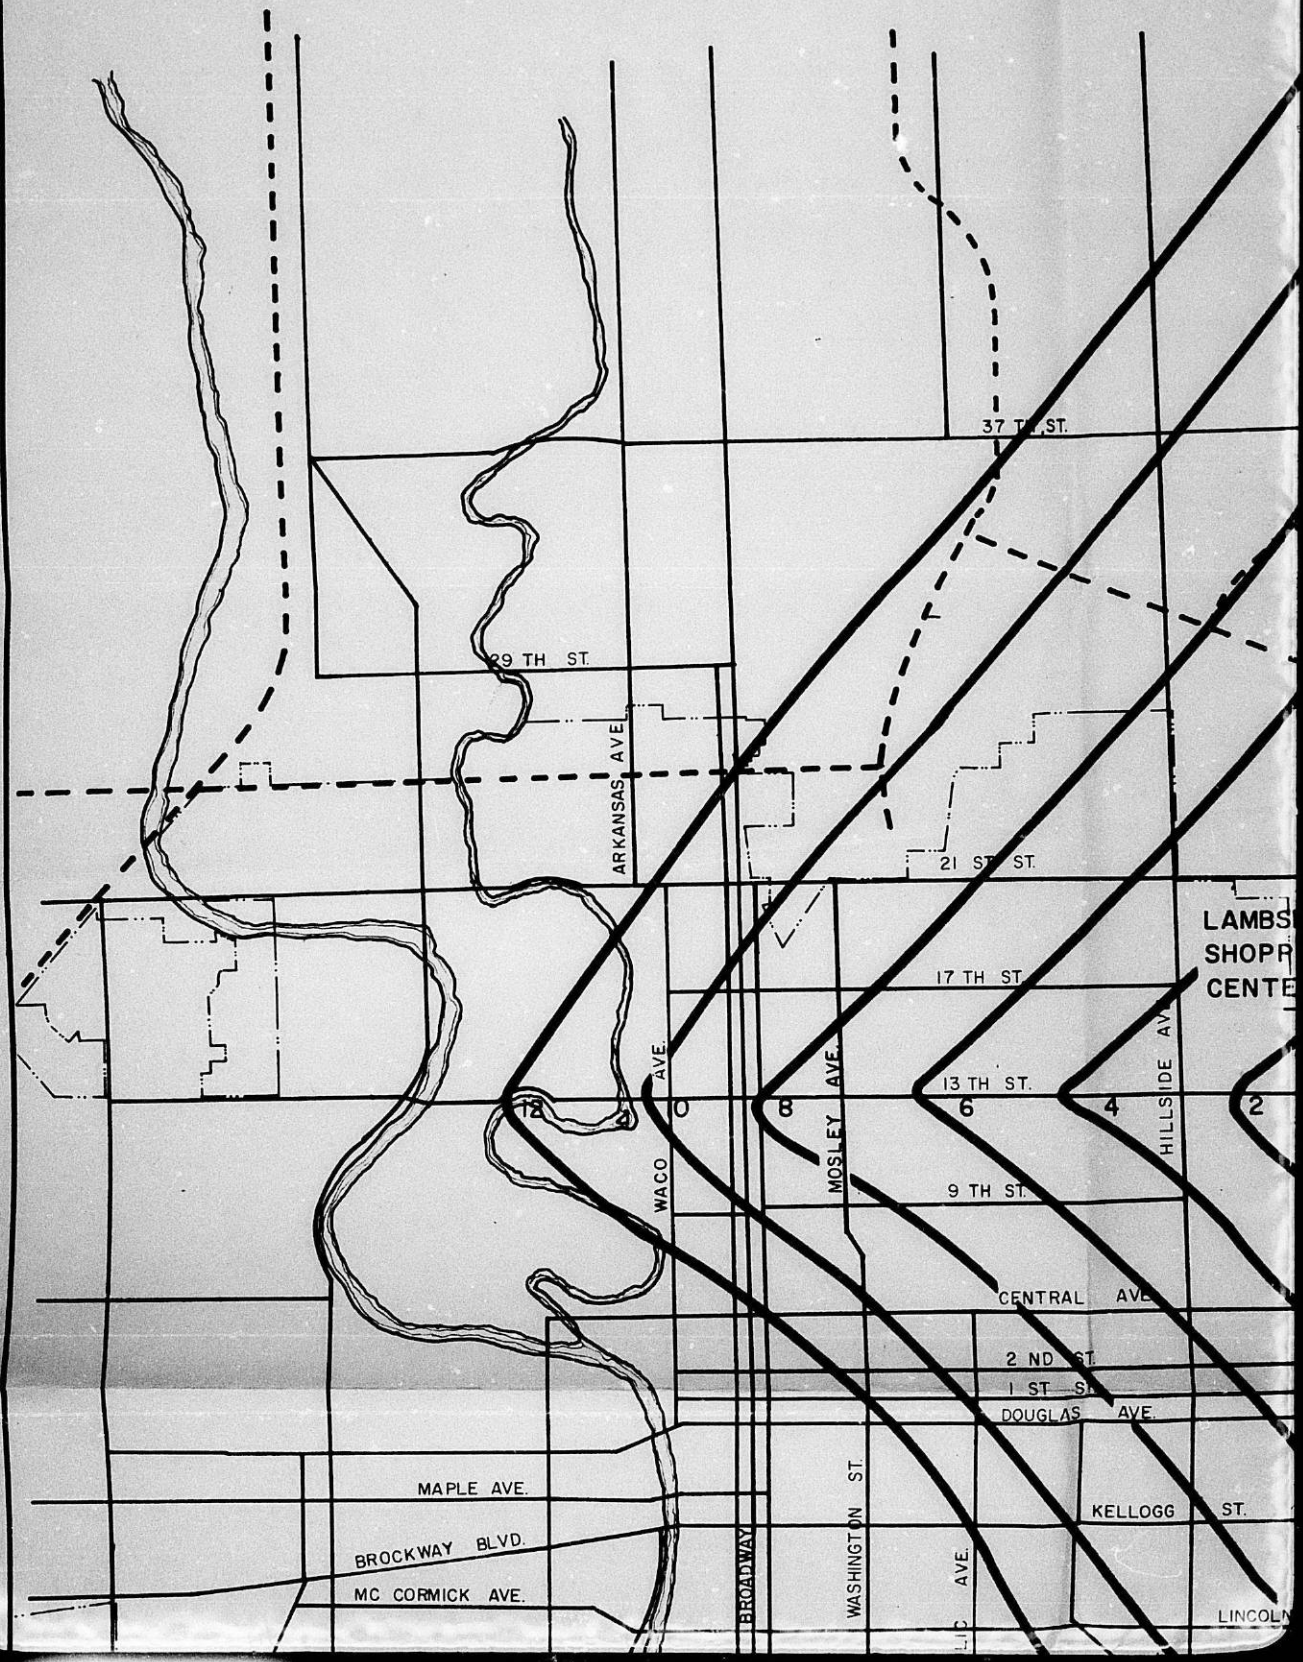 37 TH ST.
29 TH ST.
ARKANSAS AVE.
21 ST ST.
LAMBS
SHOPP
CENTE
17 TH ST.
WACO AVE.
MOSLEY AVE.
HILLSIDE AVE
13 TH ST.
12
0
8
6
4
2
9 TH ST.
CENTRAL AVE
2 ND ST.
1 ST ST
DOUGLAS AVE.
MAPLE AVE.
WASHINGTON ST.
KELLOGG ST.
BROCKWAY BLVD.
BROADWAY
MC CORMICK AVE.
LIC AVE.
LINCOLN